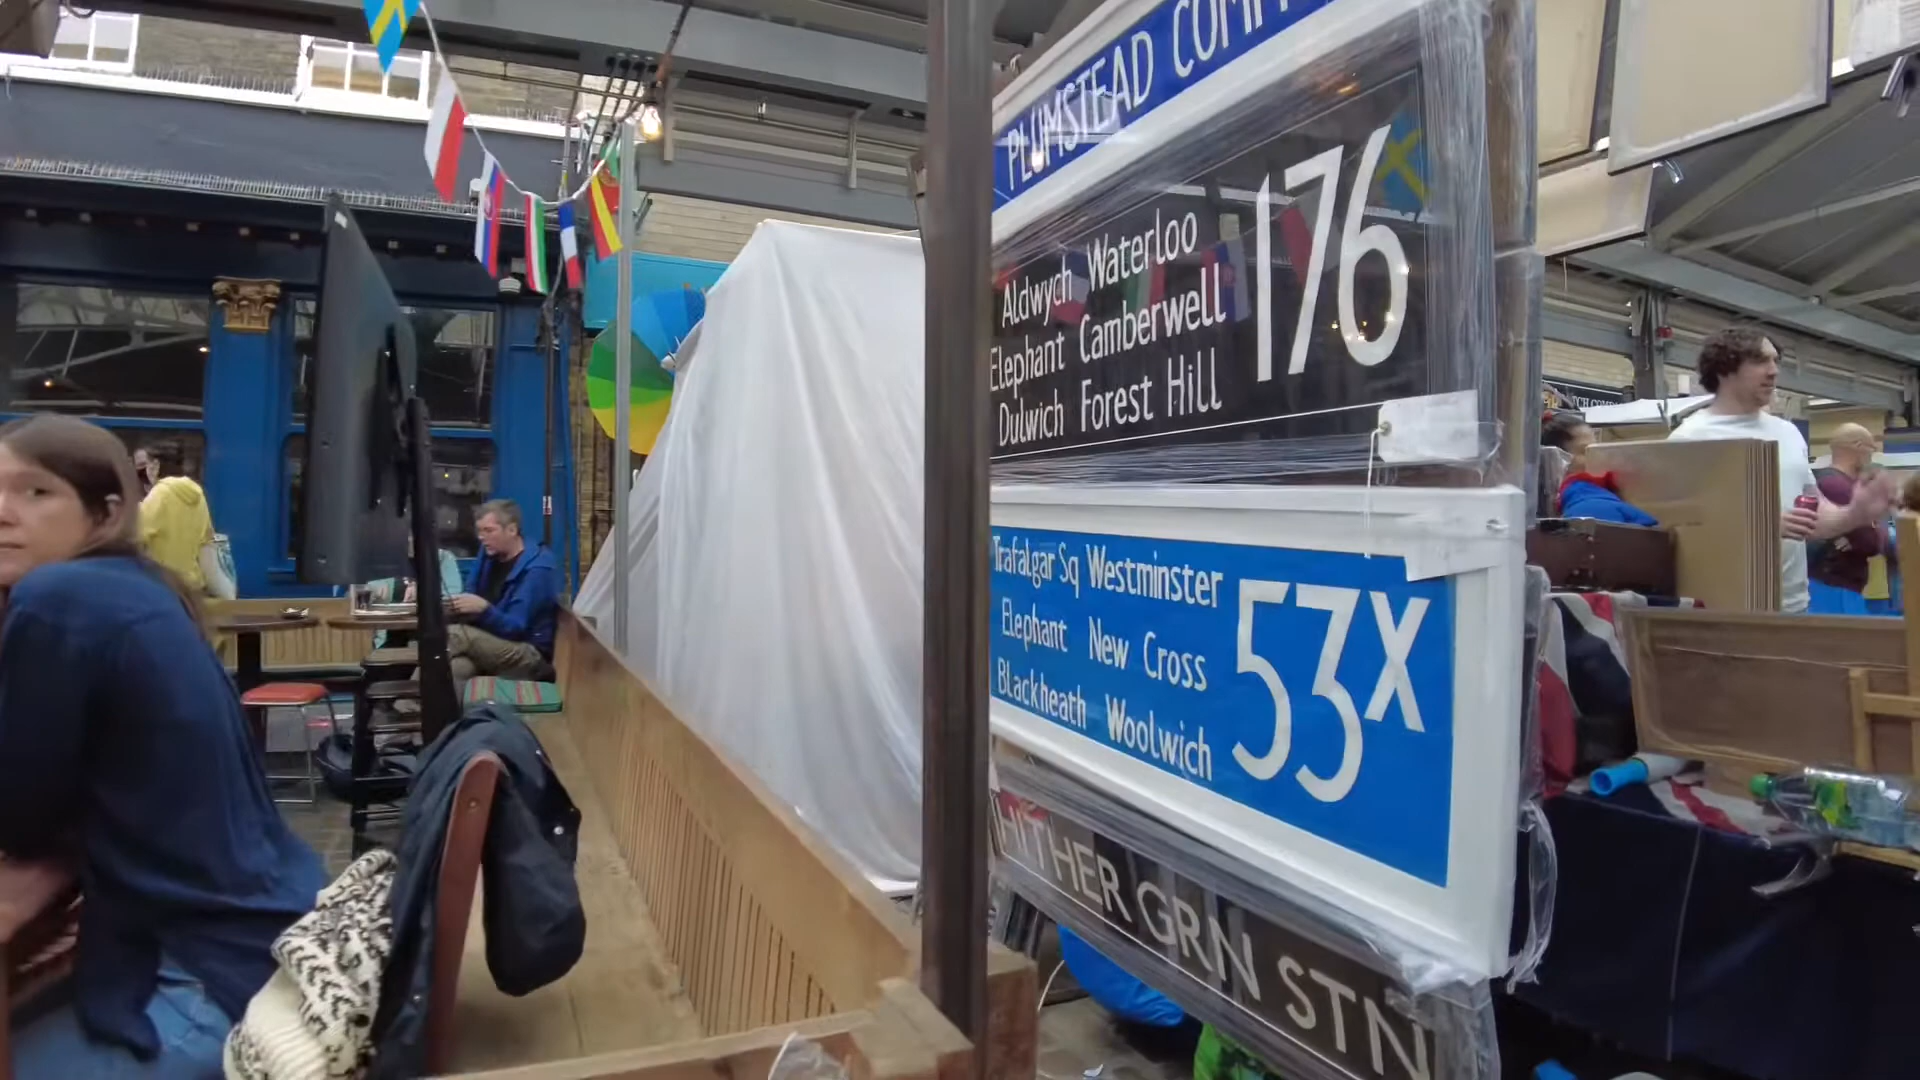 PLUMSTEAD
Aldwych Waterloo
Elephant Camberwell
Dulwich Forest Hill
176
Trafalgar Sq Westminster
Elephant New Cross
Blackheath Woolwich
53X
HITHER GRN STN